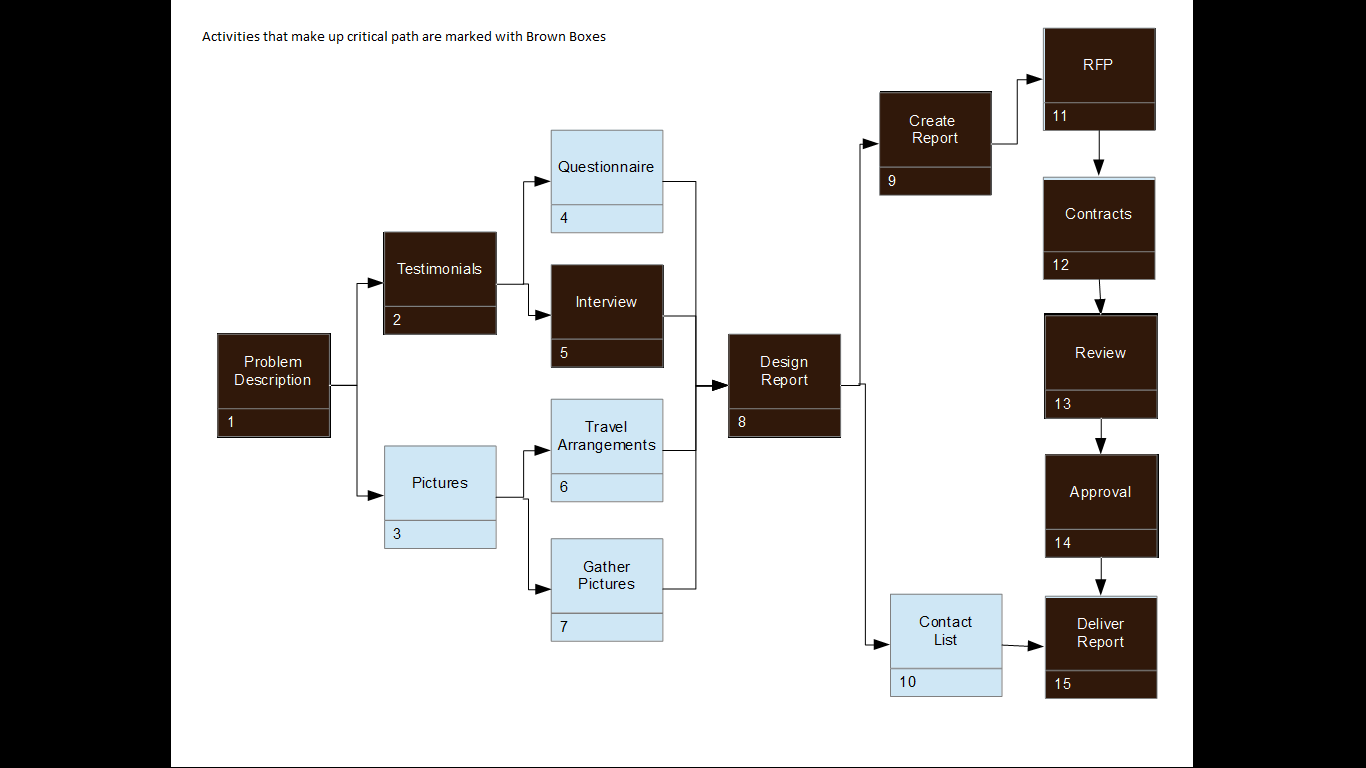 Activities that make up critical path are marked with Brown Boxes
Problem
Description
1
Testimonials
2
Pictures
3
Questionnaire
4
Interview
5
Travel
Arrangements
6
Gather
Pictures
7
Design
Report
8
Create
Report
9
Contact
List
10
RFP
11
Contracts
12
Review
13
Approval
14
Deliver
Report
15